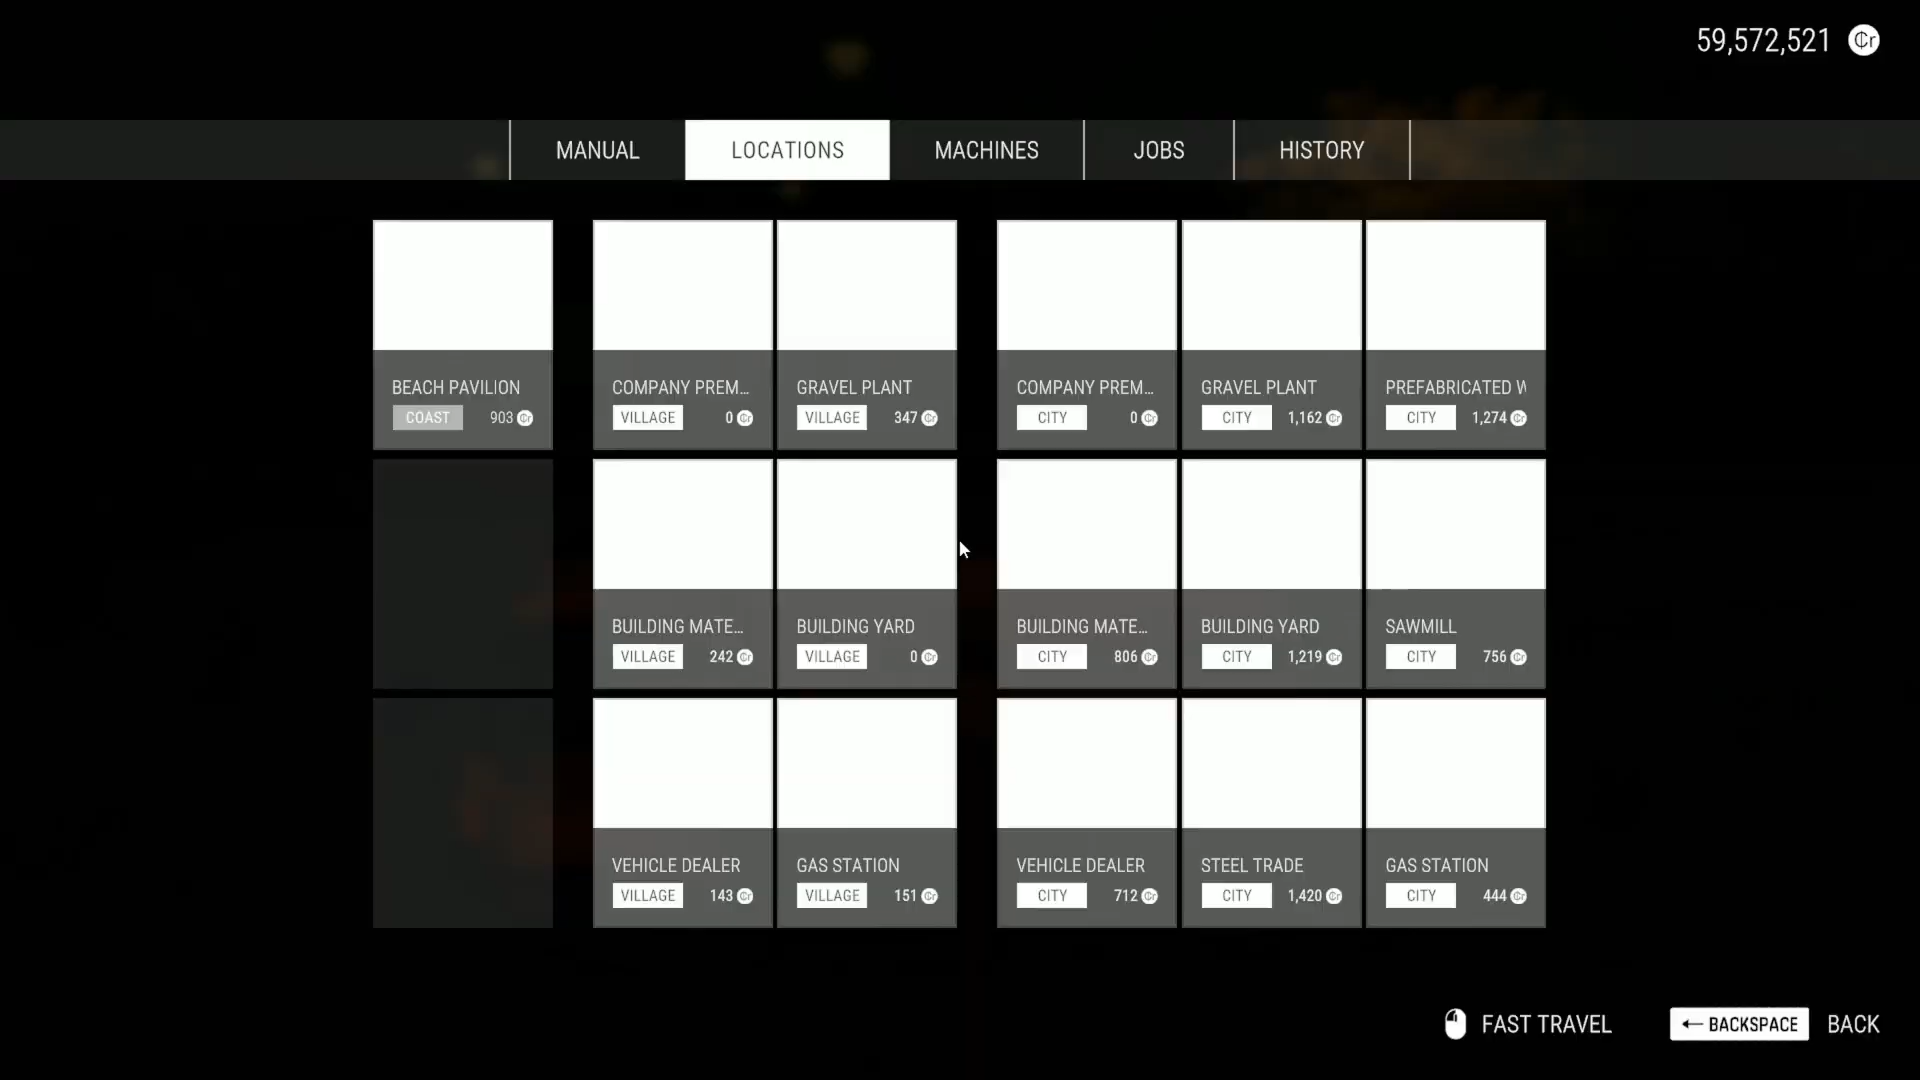 59,572,521 ₢r
MANUAL LOCATIONS MACHINES JOBS HISTORY
BEACH PAVILION
COAST 903 ₢r
COMPANY PREM...
VILLAGE 0 ₢r
GRAVEL PLANT
VILLAGE 347 ₢r
COMPANY PREM...
CITY 0 ₢r
GRAVEL PLANT
CITY 1,162 ₢r
PREFABRICATED W
CITY 1,274 ₢r
BUILDING MATE...
VILLAGE 242 ₢r
BUILDING YARD
VILLAGE 0 ₢r
BUILDING MATE...
CITY 806 ₢r
BUILDING YARD
CITY 1,219 ₢r
SAWMILL
CITY 756 ₢r
VEHICLE DEALER
VILLAGE 143 ₢r
GAS STATION
VILLAGE 151 ₢r
VEHICLE DEALER
CITY 712 ₢r
STEEL TRADE
CITY 1,420 ₢r
GAS STATION
CITY 444 ₢r
FAST TRAVEL ← BACKSPACE BACK